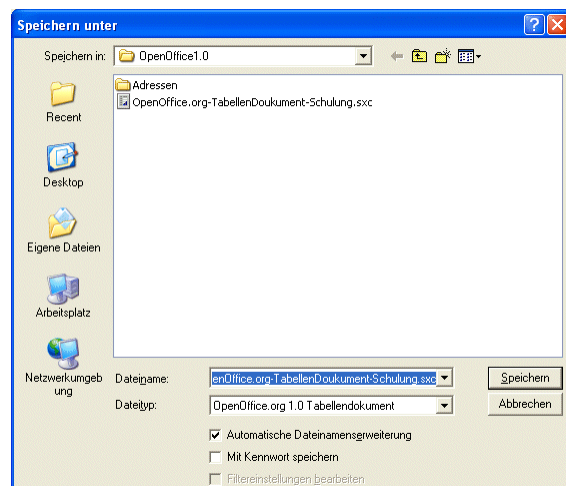 Speichern unter
Speichern in: OpenOffice1.0
Adressen
OpenOffice.org-TabellenDoukument-Schulung.sxc
Recent
Desktop
Eigene Dateien
Arbeitsplatz
Netzwerkumgeb
ung
Dateiname: enOffice.org-TabellenDoukument-Schulung.sxc Speichern
Dateityp: OpenOffice.org 1.0 Tabellendokument Abbrechen
Automatische Dateinamenserweiterung
Mit Kennwort speichern
Filtereinstellungen bearbeiten